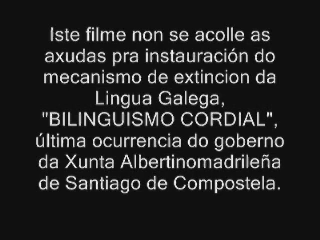 Iste filme non se acolle as
axudas pra instauración do
mecanismo de extincion da
Lingua Galega,
"BILINGUISMO CORDIAL",
última ocurrencia do goberno
da Xunta Albertinomadrileña
de Santiago de Compostela.